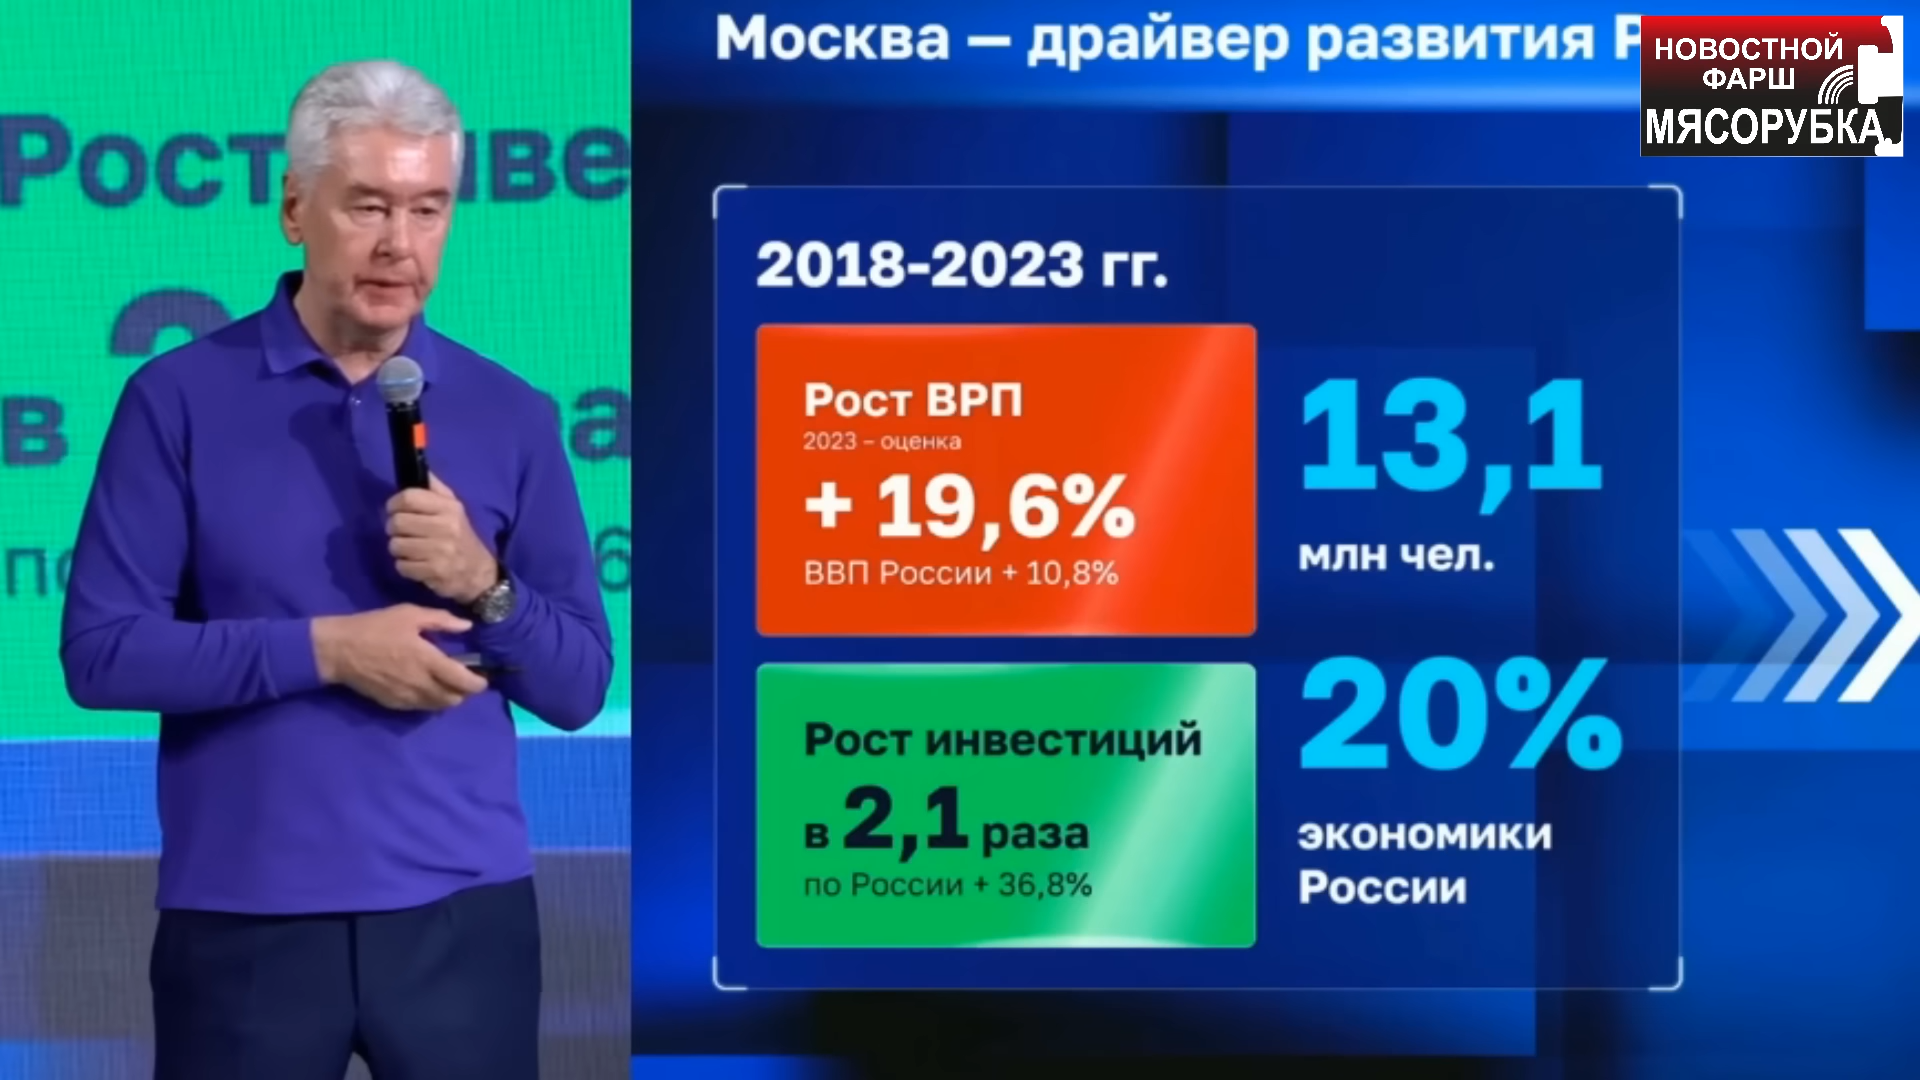 Москва — драйвер развития
НОВОСТНОЙ
ФАРШ
МЯСОРУБКА
Рост
в
2018-2023 гг.
Рост ВРП
2023 – оценка
+ 19,6%
ВВП России + 10,8%
13,1
млн чел.
Рост инвестиций
в 2,1 раза
по России + 36,8%
20%
экономики
России